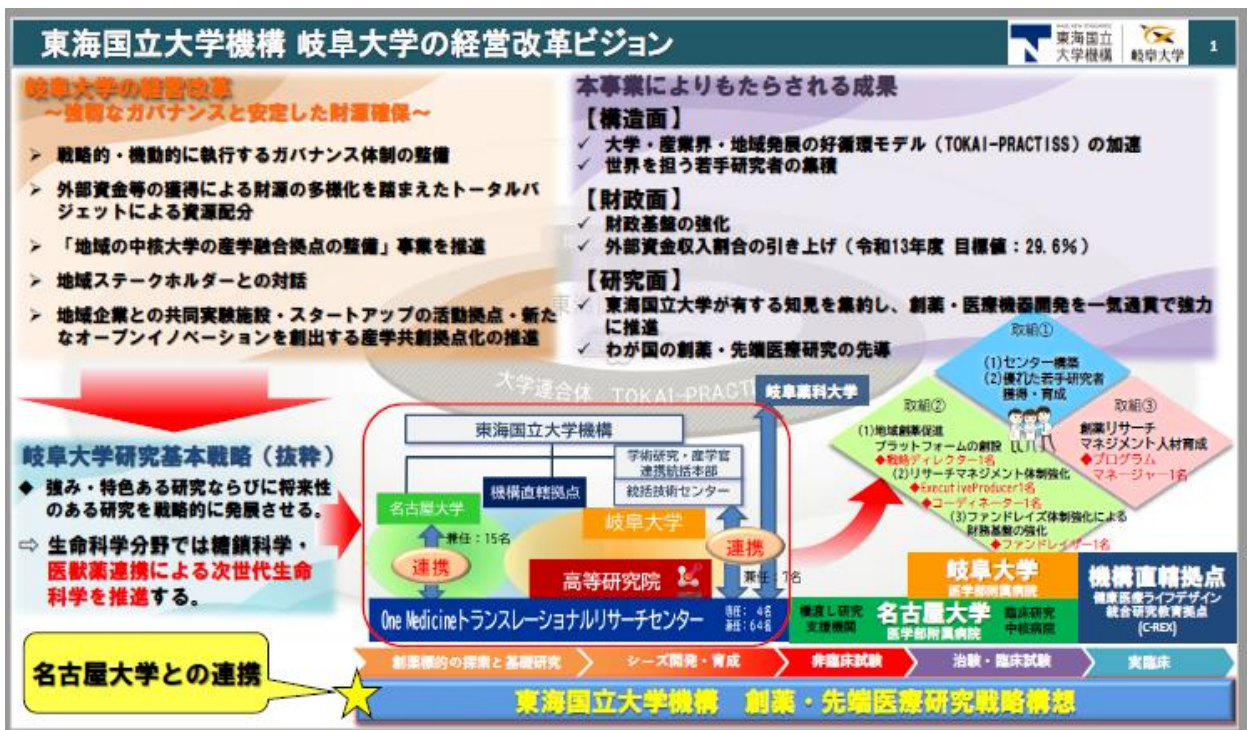 東海国立大学機構 岐阜大学の経営改革ビジョン
東海国立
大学機構
岐阜大学
1
岐阜大学の経営改革
~強靭なガバナンスと安定した財源確保~
➢ 戦略的・機動的に執行するガバナンス体制の整備
➢ 外部資金等の獲得による財源の多様化を踏まえたトータルバ
ジェットによる資源配分
➢ 「地域の中核大学の産学融合拠点の整備」事業を推進
➢ 地域ステークホルダーとの対話
➢ 地域企業との共同実験施設・スタートアップの活動拠点・新た
なオープンイノベーションを創出する産学共創拠点化の推進
本事業によりもたらされる成果
【構造面】
✓ 大学・産業界・地域発展の好循環モデル(TOKAI-PRACTISS)の加速
✓ 世界を担う若手研究者の集積
【財政面】
✓ 財政基盤の強化
✓ 外部資金収入割合の引き上げ(令和13年度 目標値:29.6%)
【研究面】
✓ 東海国立大学が有する知見を集約し、創薬・医療機器開発を一気通貫で強力
に推進
✓ わが国の創薬・先端医療研究の先導
岐阜大学研究基本戦略(抜粋)
◆ 強み・特色ある研究ならびに将来性
のある研究を戦略的に発展させる。
⇨ 生命科学分野では糖鎖科学・
医獣薬連携による次世代生命
科学を推進する。
名古屋大学との連携
大学連合体 TOKAI-PRACTI
東海国立大学機構
学術研究・産学官
連携統括本部
統括技術センター
機構直轄拠点
名古屋大学
岐阜大学
兼任:15名
連携
高等研究院
連携
兼任:7名
One Medicineトランスレーショナルリサーチセンター
専任: 4名
兼任:64名
岐阜薬科大学
取組①
(1)センター構築
(2)優れた若手研究者
獲得・育成
取組②
(1)地域創薬促進
プラットフォームの創設
◆戦略ディレクター1名
(2)リサーチマネジメント体制強化
◆ExecutiveProducer1名
◆コーディネーター1名
(3)ファンドレイズ体制強化による
財務基盤の強化
◆ファンドレイザー1名
取組③
創薬リサーチ
マネジメント人材育成
◆プログラム
マネージャー1名
岐阜大学
医学部附属病院
橋渡し研究
支援機関
名古屋大学
医学部附属病院
臨床研究
中核病院
機構直轄拠点
健康医療ライフデザイン
統合研究教育拠点
(C-REX)
創薬標的の探索と基礎研究
シーズ開発・育成
非臨床試験
治験・臨床試験
実臨床
東海国立大学機構 創薬・先端医療研究戦略構想